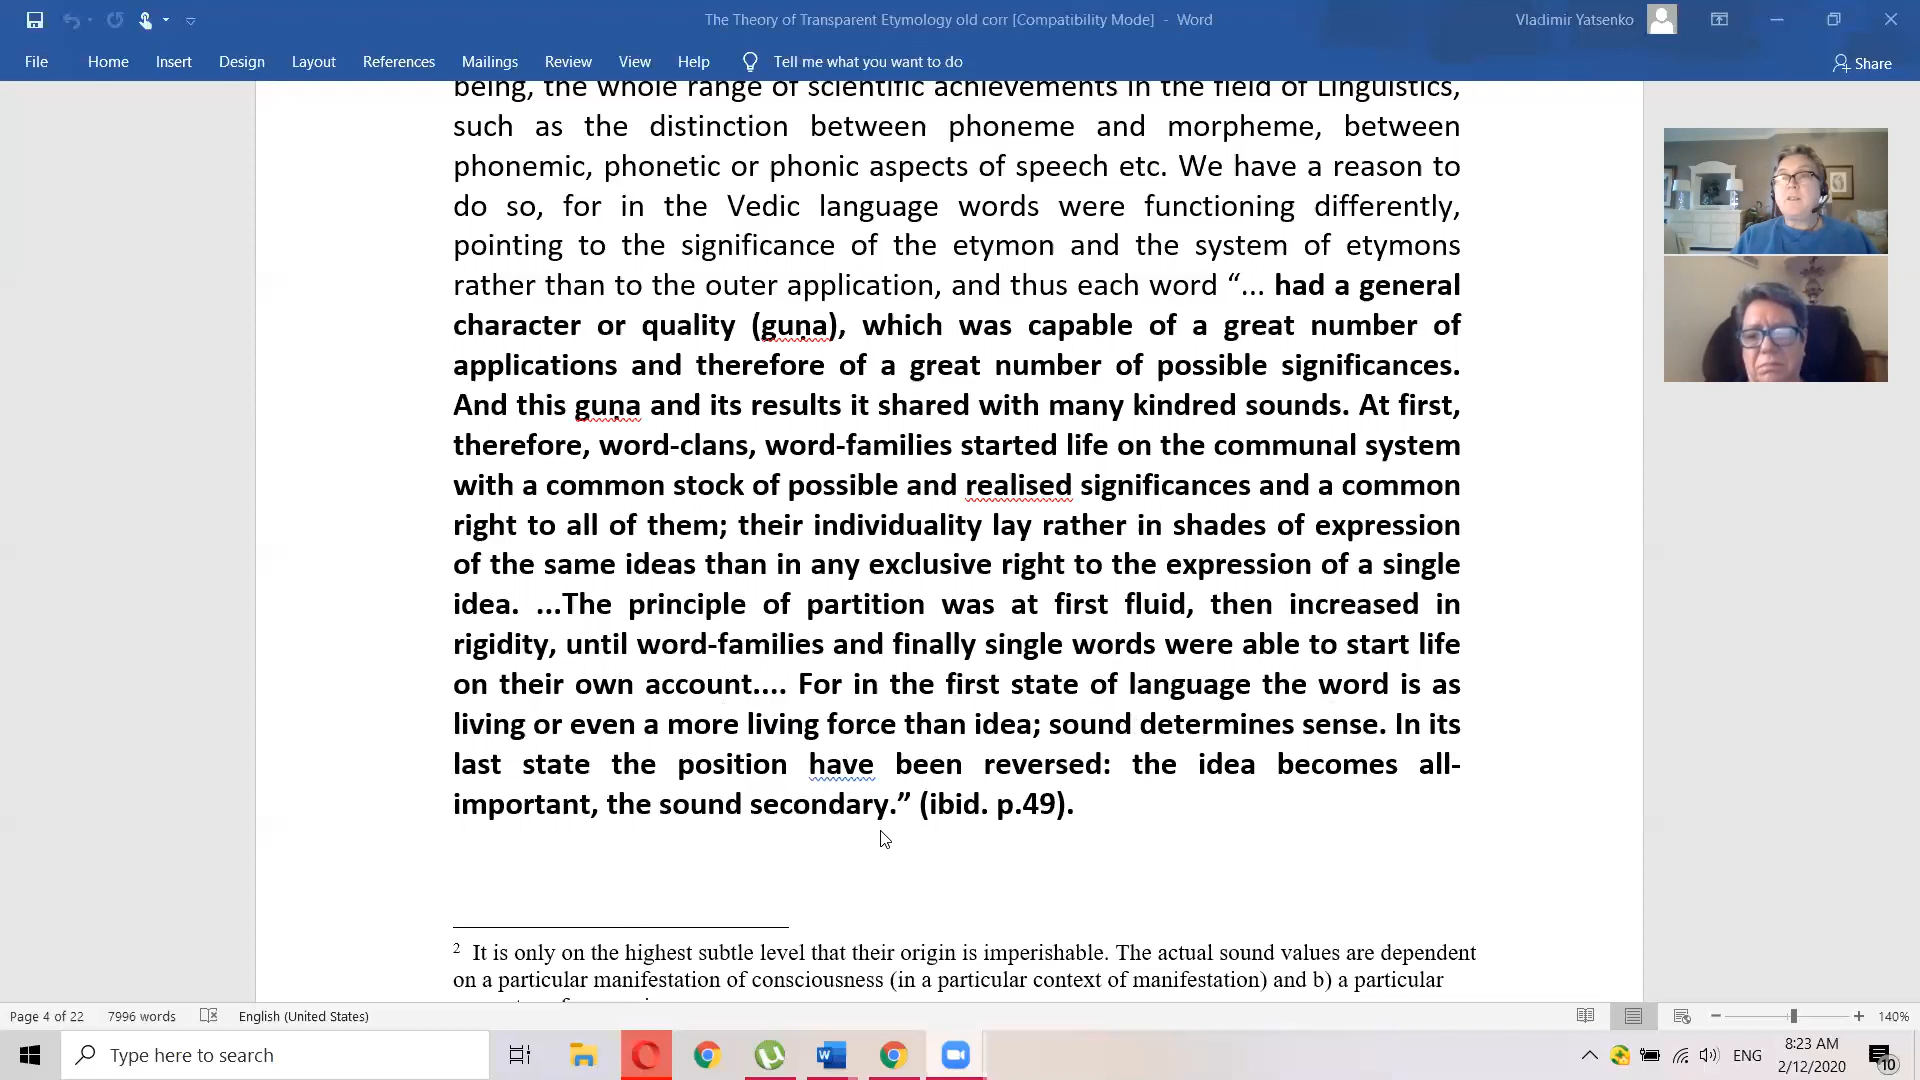 The Theory of Transparent Etymology old corr [Compatibility Mode] - Word
Vladimir Yatsenko
File Home Insert Design Layout References Mailings Review View Help Tell me what you want to do
Share
being, the whole range of scientific achievements in the field of Linguistics,
such as the distinction between phoneme and morpheme, between
phonemic, phonetic or phonic aspects of speech etc. We have a reason to
do so, for in the Vedic language words were functioning differently,
pointing to the significance of the etymon and the system of etymons
rather than to the outer application, and thus each word “... had a general
character or quality (guṇa), which was capable of a great number of
applications and therefore of a great number of possible significances.
And this guṇa and its results it shared with many kindred sounds. At first,
therefore, word-clans, word-families started life on the communal system
with a common stock of possible and realised significances and a common
right to all of them; their individuality lay rather in shades of expression
of the same ideas than in any exclusive right to the expression of a single
idea. ...The principle of partition was at first fluid, then increased in
rigidity, until word-families and finally single words were able to start life
on their own account.... For in the first state of language the word is as
living or even a more living force than idea; sound determines sense. In its
last state the position have been reversed: the idea becomes all-
important, the sound secondary.” (ibid. p.49).
2 It is only on the highest subtle level that their origin is imperishable. The actual sound values are dependent
on a particular manifestation of consciousness (in a particular context of manifestation) and b) a particular
Page 4 of 22 7996 words English (United States)
140%
Type here to search
ENG
8:23 AM
2/12/2020
10